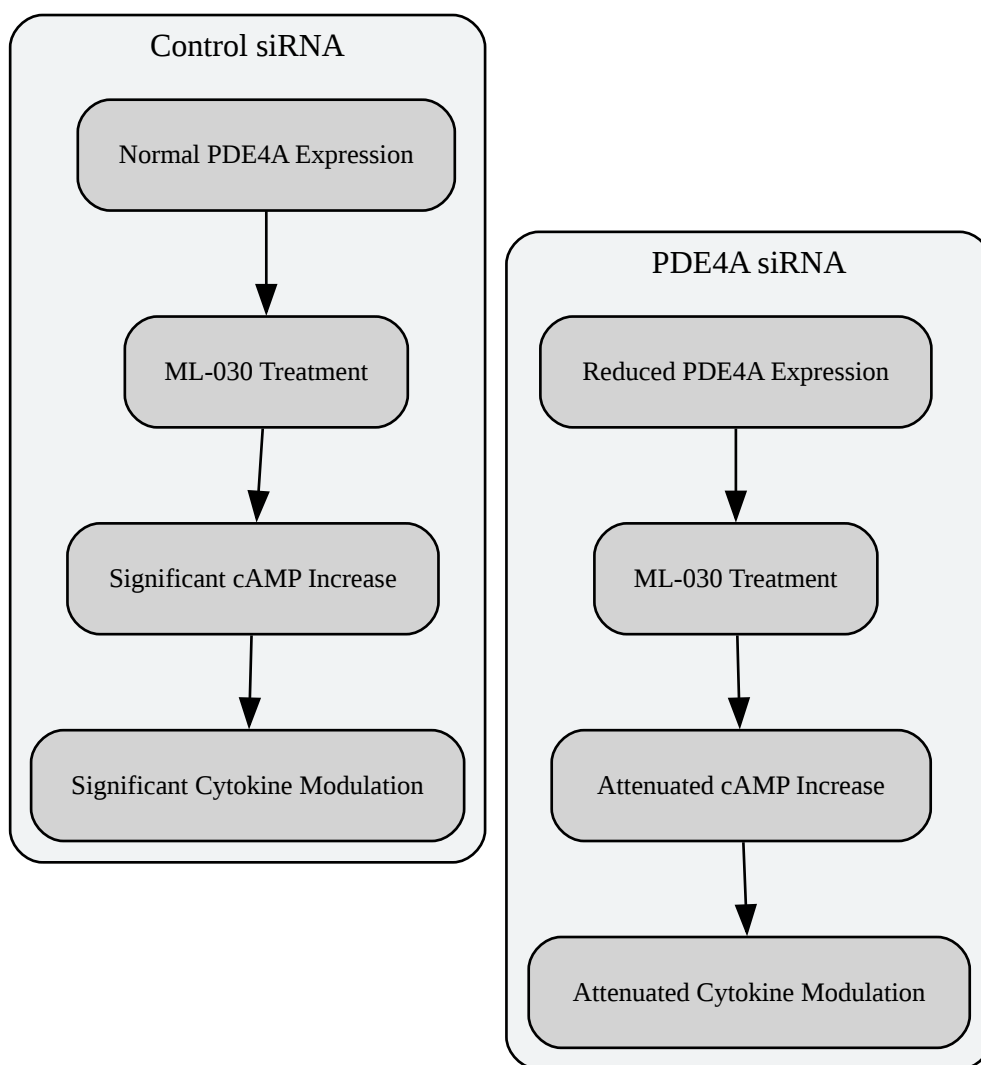 Control siRNA
Normal PDE4A Expression
ML-030 Treatment
Significant cAMP Increase
Significant Cytokine Modulation
PDE4A siRNA
Reduced PDE4A Expression
ML-030 Treatment
Attenuated cAMP Increase
Attenuated Cytokine Modulation